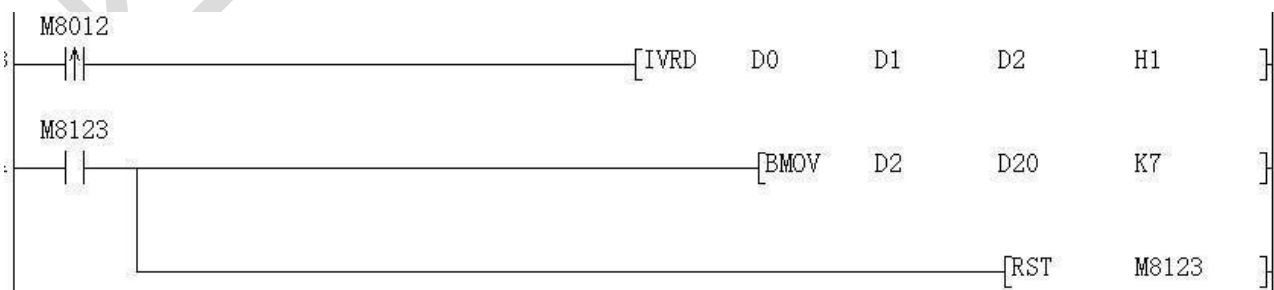 M8012
[IVRD D0 D1 D2 H1 ]
M8123
[BMOV D2 D20 K7 ]
[RST M8123 ]